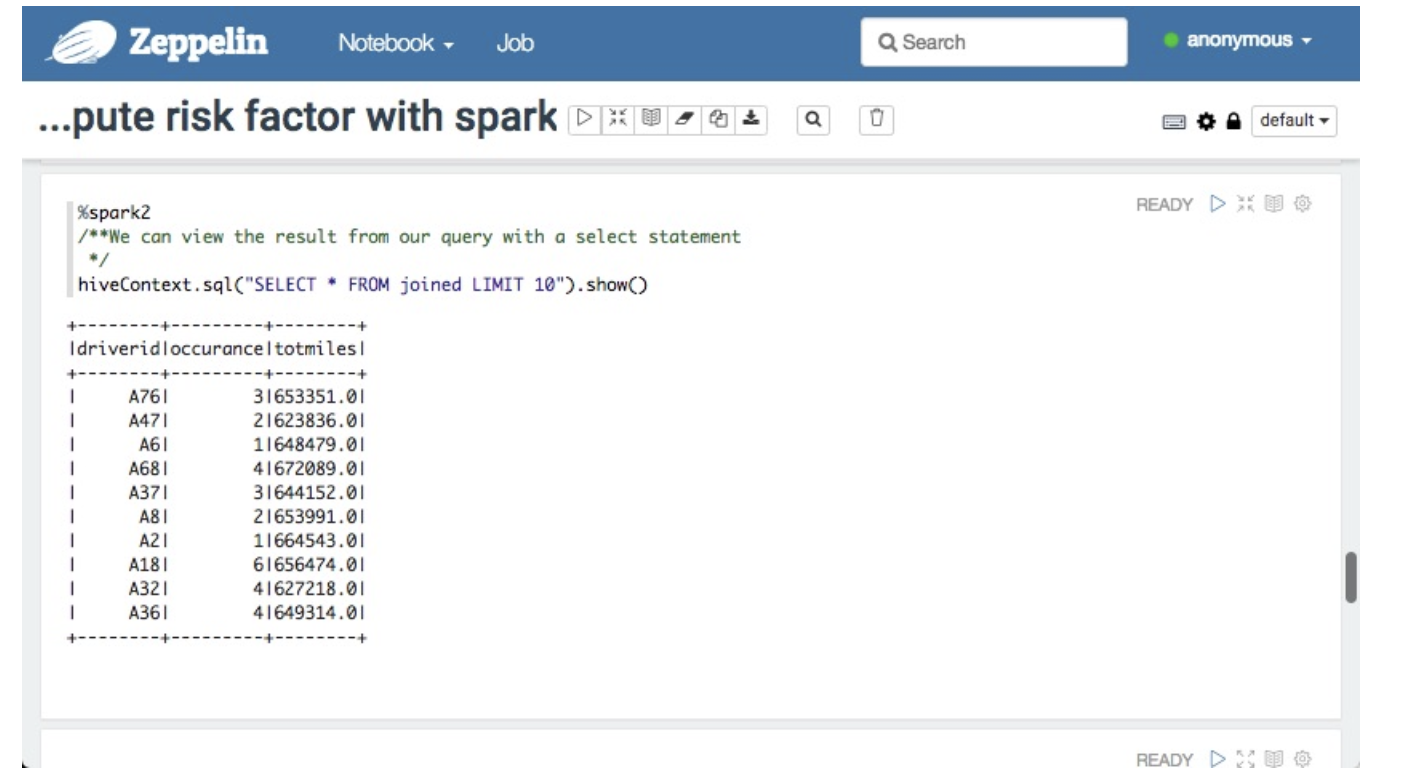 Zeppelin Notebook Job Search anonymous
...pute risk factor with spark default
READY
%spark2
/**We can view the result from our query with a select statement
*/
hiveContext.sql("SELECT * FROM joined LIMIT 10").show()
+--------+---------+--------+
|driverid|occurance|totmiles|
+--------+---------+--------+
|     A76|        3|653351.0|
|     A47|        2|623836.0|
|      A6|        1|648479.0|
|     A68|        4|672089.0|
|     A37|        3|644152.0|
|      A8|        2|653991.0|
|      A2|        1|664543.0|
|     A18|        6|656474.0|
|     A32|        4|627218.0|
|     A36|        4|649314.0|
+--------+---------+--------+
READY